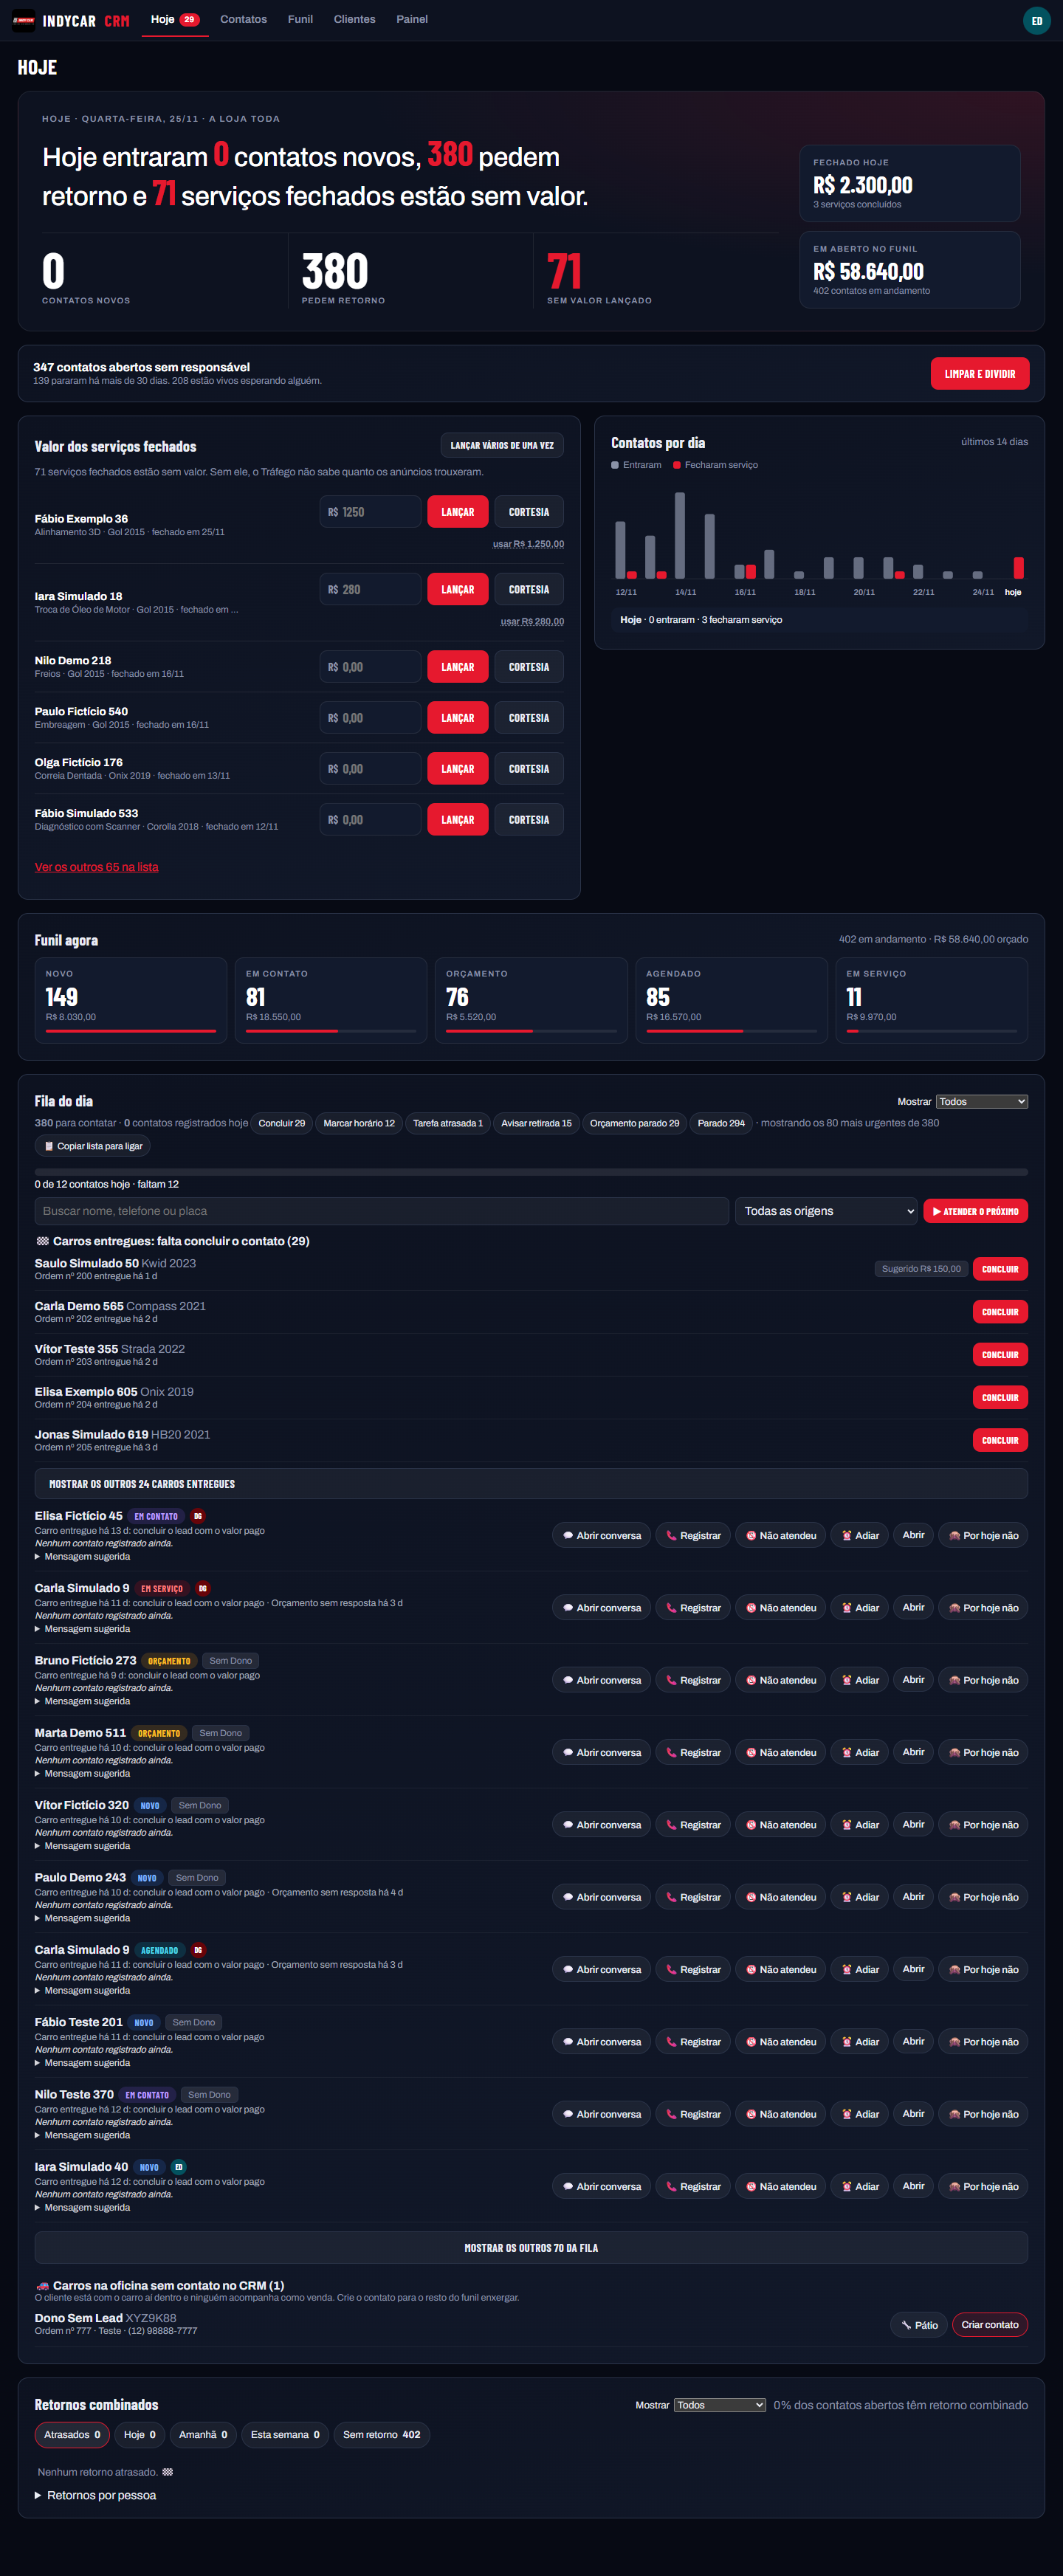 INDYCAR CRM Hoje 29 Contatos Funil Clientes Painel ED
HOJE
HOJE · QUARTA-FEIRA, 25/11 · A LOJA TODA
Hoje entraram 0 contatos novos, 380 pedem
retorno e 71 serviços fechados estão sem valor.
0
CONTATOS NOVOS
380
PEDEM RETORNO
71
SEM VALOR LANÇADO
FECHADO HOJE
R$ 2.300,00
3 serviços concluídos
EM ABERTO NO FUNIL
R$ 58.640,00
402 contatos em andamento
347 contatos abertos sem responsável
139 pararam há mais de 30 dias. 208 estão vivos esperando alguém.
LIMPAR E DIVIDIR
Valor dos serviços fechados
LANÇAR VÁRIOS DE UMA VEZ
71 serviços fechados estão sem valor. Sem ele, o Tráfego não sabe quanto os anúncios trouxeram.
Fábio Exemplo 36
Alinhamento 3D · Gol 2015 · fechado em 25/11
R$ 1250 LANÇAR CORTESIA
usar R$ 1.250,00
Iara Simulado 18
Troca de Óleo de Motor · Gol 2015 · fechado em ...
R$ 280 LANÇAR CORTESIA
usar R$ 280,00
Nilo Demo 218
Freios · Gol 2015 · fechado em 16/11
R$ 0,00 LANÇAR CORTESIA
Paulo Fictício 540
Embreagem · Gol 2015 · fechado em 16/11
R$ 0,00 LANÇAR CORTESIA
Olga Fictício 176
Correia Dentada · Onix 2019 · fechado em 13/11
R$ 0,00 LANÇAR CORTESIA
Fábio Simulado 533
Diagnóstico com Scanner · Corolla 2018 · fechado em 12/11
R$ 0,00 LANÇAR CORTESIA
Ver os outros 65 na lista
Contatos por dia
últimos 14 dias
Entraram Fecharam serviço
12/11 14/11 16/11 18/11 20/11 22/11 24/11 hoje
Hoje · 0 entraram · 3 fecharam serviço
Funil agora
402 em andamento · R$ 58.640,00 orçado
NOVO
149
R$ 8.030,00
EM CONTATO
81
R$ 18.550,00
ORÇAMENTO
76
R$ 5.520,00
AGENDADO
85
R$ 16.570,00
EM SERVIÇO
11
R$ 9.970,00
Fila do dia
Mostrar Todos
380 para contatar · 0 contatos registrados hoje Concluir 29 Marcar horário 12 Tarefa atrasada 1 Avisar retirada 15 Orçamento parado 29 Parado 294 · mostrando os 80 mais urgentes de 380
Copiar lista para ligar
0 de 12 contatos hoje · faltam 12
Buscar nome, telefone ou placa Todas as origens ▶ ATENDER O PRÓXIMO
Carros entregues: falta concluir o contato (29)
Saulo Simulado 50 Kwid 2023
Ordem nº 200 entregue há 1 d
Sugerido R$ 150,00 CONCLUIR
Carla Demo 565 Compass 2021
Ordem nº 202 entregue há 2 d
CONCLUIR
Vítor Teste 355 Strada 2022
Ordem nº 203 entregue há 2 d
CONCLUIR
Elisa Exemplo 605 Onix 2019
Ordem nº 204 entregue há 2 d
CONCLUIR
Jonas Simulado 619 HB20 2021
Ordem nº 205 entregue há 3 d
CONCLUIR
MOSTRAR OS OUTROS 24 CARROS ENTREGUES
Elisa Fictício 45 EM CONTATO DG
Carro entregue há 13 d: concluir o lead com o valor pago
Nenhum contato registrado ainda.
▶ Mensagem sugerida
Abrir conversa Registrar Não atendeu Adiar Abrir Por hoje não
Carla Simulado 9 EM SERVIÇO DG
Carro entregue há 11 d: concluir o lead com o valor pago · Orçamento sem resposta há 3 d
Nenhum contato registrado ainda.
▶ Mensagem sugerida
Abrir conversa Registrar Não atendeu Adiar Abrir Por hoje não
Bruno Fictício 273 ORÇAMENTO Sem Dono
Carro entregue há 9 d: concluir o lead com o valor pago
Nenhum contato registrado ainda.
▶ Mensagem sugerida
Abrir conversa Registrar Não atendeu Adiar Abrir Por hoje não
Marta Demo 511 ORÇAMENTO Sem Dono
Carro entregue há 10 d: concluir o lead com o valor pago
Nenhum contato registrado ainda.
▶ Mensagem sugerida
Abrir conversa Registrar Não atendeu Adiar Abrir Por hoje não
Vítor Fictício 320 NOVO Sem Dono
Carro entregue há 10 d: concluir o lead com o valor pago
Nenhum contato registrado ainda.
▶ Mensagem sugerida
Abrir conversa Registrar Não atendeu Adiar Abrir Por hoje não
Paulo Demo 243 NOVO Sem Dono
Carro entregue há 10 d: concluir o lead com o valor pago · Orçamento sem resposta há 4 d
Nenhum contato registrado ainda.
▶ Mensagem sugerida
Abrir conversa Registrar Não atendeu Adiar Abrir Por hoje não
Carla Simulado 9 AGENDADO DG
Carro entregue há 11 d: concluir o lead com o valor pago · Orçamento sem resposta há 3 d
Nenhum contato registrado ainda.
▶ Mensagem sugerida
Abrir conversa Registrar Não atendeu Adiar Abrir Por hoje não
Fábio Teste 201 NOVO Sem Dono
Carro entregue há 11 d: concluir o lead com o valor pago
Nenhum contato registrado ainda.
▶ Mensagem sugerida
Abrir conversa Registrar Não atendeu Adiar Abrir Por hoje não
Nilo Teste 370 EM CONTATO Sem Dono
Carro entregue há 12 d: concluir o lead com o valor pago
Nenhum contato registrado ainda.
▶ Mensagem sugerida
Abrir conversa Registrar Não atendeu Adiar Abrir Por hoje não
Iara Simulado 40 NOVO ED
Carro entregue há 12 d: concluir o lead com o valor pago
Nenhum contato registrado ainda.
▶ Mensagem sugerida
Abrir conversa Registrar Não atendeu Adiar Abrir Por hoje não
MOSTRAR OS OUTROS 70 DA FILA
Carros na oficina sem contato no CRM (1)
O cliente está com o carro aí dentro e ninguém acompanha como venda. Crie o contato para o resto do funil enxergar.
Dono Sem Lead XYZ9K88
Ordem nº 777 · Teste · (12) 98888-7777
Pátio Criar contato
Retornos combinados
Mostrar Todos 0% dos contatos abertos têm retorno combinado
Atrasados 0 Hoje 0 Amanhã 0 Esta semana 0 Sem retorno 402
Nenhum retorno atrasado.
▶ Retornos por pessoa